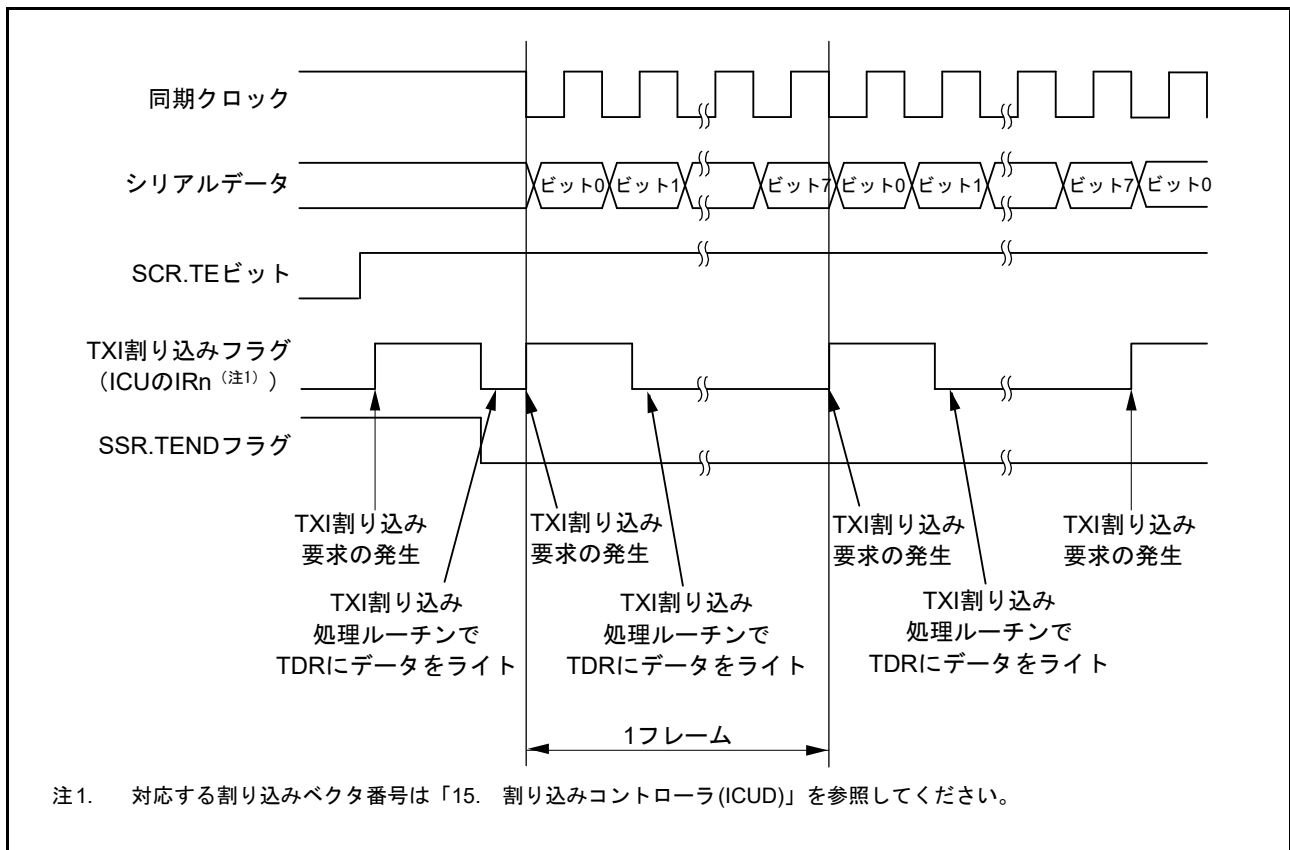 同期クロック
シリアルデータ
ビット0 ビット1 ビット7 ビット0 ビット1 ビット7 ビット0
SCR.TEビット
TXI割り込みフラグ
（ICUのIRn（注1））
SSR.TENDフラグ
TXI割り込み
要求の発生
TXI割り込み
処理ルーチンで
TDRにデータをライト
TXI割り込み
要求の発生
TXI割り込み
処理ルーチンで
TDRにデータをライト
TXI割り込み
要求の発生
TXI割り込み
処理ルーチンで
TDRにデータをライト
TXI割り込み
要求の発生
1フレーム
注1. 対応する割り込みベクタ番号は「15. 割り込みコントローラ(ICUD)」を参照してください。